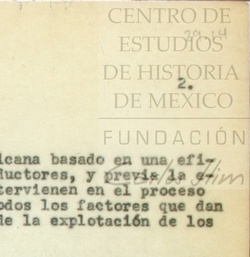 CENTRO DE
ESTUDIOS
DE HISTORIA
2.
DE MEXICO
FUNDACIÓN
icana basado en una efi-
ductores, y previa la
tervienen en el proceso
odos los factores que dan
de la explotación de los